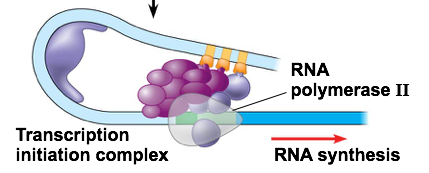 RNA
polymerase II
Transcription
initiation complex
RNA synthesis